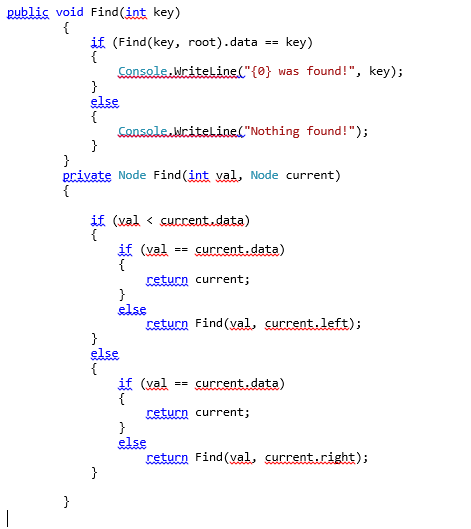 public void Find(int key)
{
if (Find(key, root).data == key)
{
Console.WriteLine("{0} was found!", key);
}
else
{
Console.WriteLine("Nothing found!");
}
}
private Node Find(int val, Node current)
{
if (val < current.data)
{
if (val == current.data)
{
return current;
}
else
return Find(val, current.left);
}
else
{
if (val == current.data)
{
return current;
}
else
return Find(val, current.right);
}
}